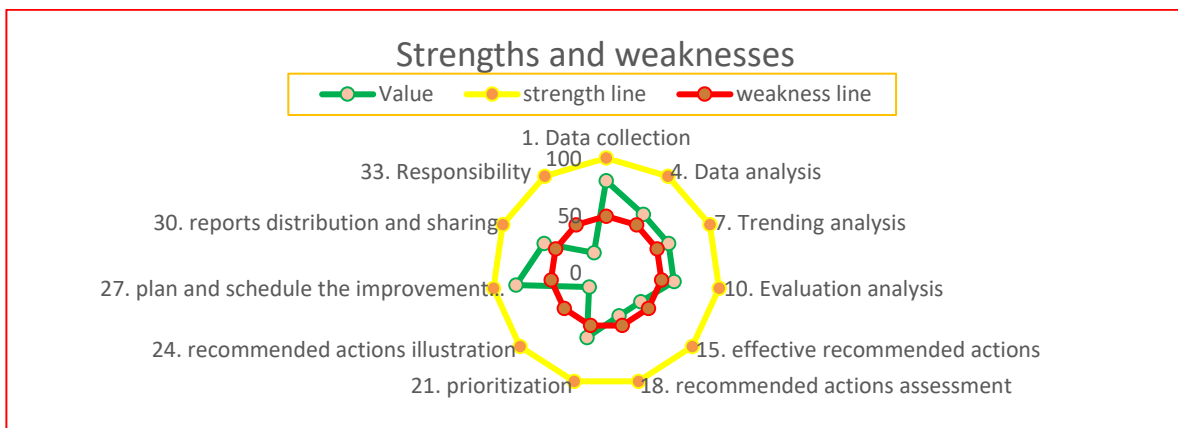 Strengths and weaknesses
Value strength line weakness line
1. Data collection
100
33. Responsibility 4. Data analysis
50
30. reports distribution and sharing 7. Trending analysis
0
27. plan and schedule the improvement... 10. Evaluation analysis
24. recommended actions illustration 15. effective recommended actions
21. prioritization 18. recommended actions assessment